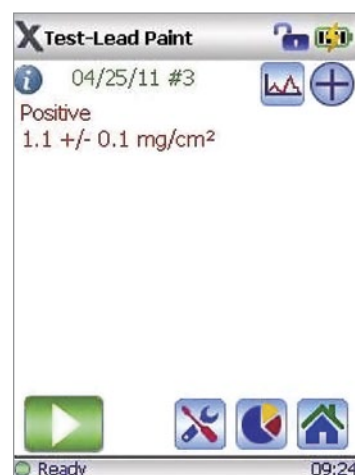 X Test-Lead Paint
04/25/11 #3
Positive
1.1 +/- 0.1 mg/cm²
Ready 09:24